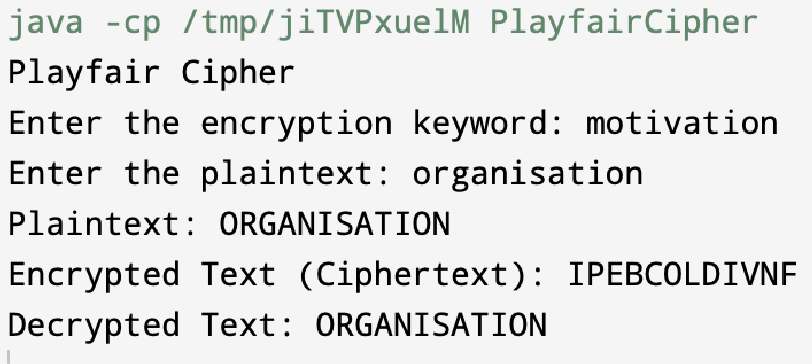 java -cp /tmp/jiTVPxuelM PlayfairCipher
Playfair Cipher
Enter the encryption keyword: motivation
Enter the plaintext: organisation
Plaintext: ORGANISATION
Encrypted Text (Ciphertext): IPEBCOLDIVNF
Decrypted Text: ORGANISATION